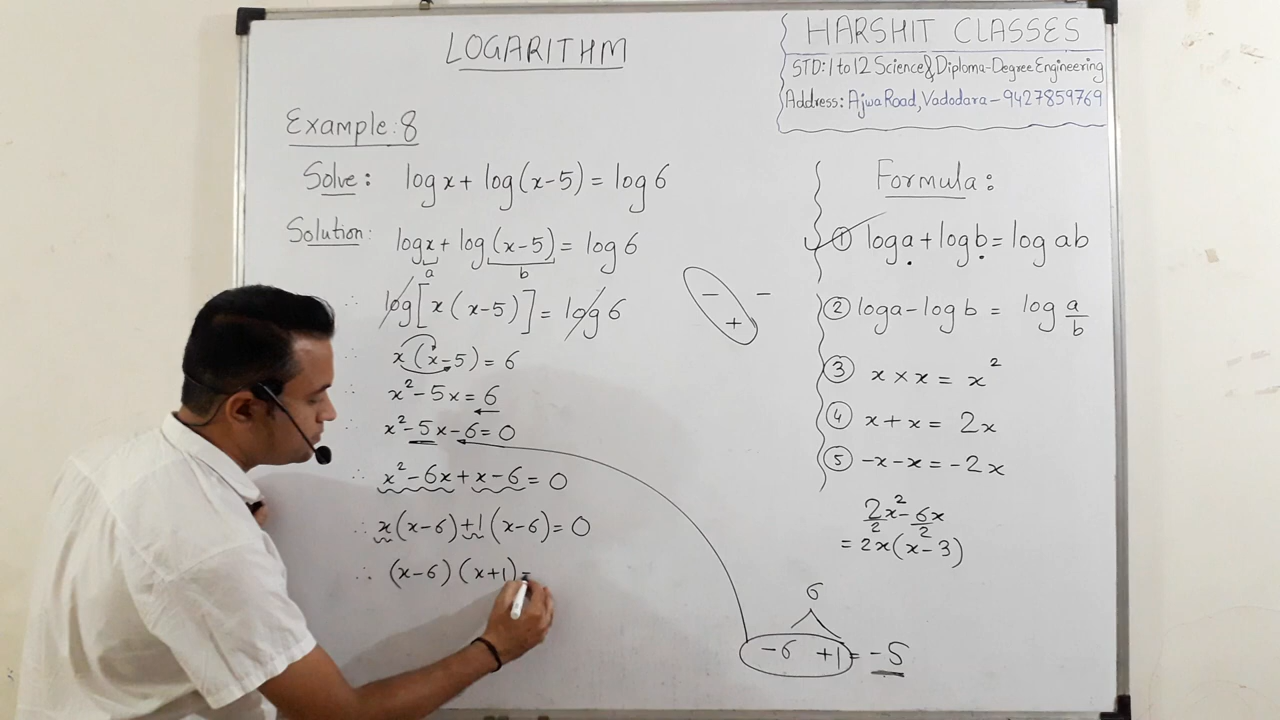 LOGARITHM
HARSHIT CLASSES
STD: 1 to 12 Science & Diploma-Degree Engineering
Address: Ajwa Road, Vadodara - 9427859769
Example: 8
Solve: log x + log(x-5) = log 6
Solution: log x + log (x-5) = log 6
a b
∴ log[x(x-5)] = log 6
∴ x(x-5) = 6
∴ x² - 5x = 6
∴ x² - 5x - 6 = 0
∴ x² - 6x + x - 6 = 0
∴ x(x-6) + 1(x-6) = 0
∴ (x-6) (x+1) =
- -
+
Formula:
① log a + log b = log ab
② log a - log b = log a/b
③ x × x = x²
④ x + x = 2x
⑤ -x - x = -2x
2x²/2 - 6x/2
= 2x(x-3)
6
-6 +1 = -5